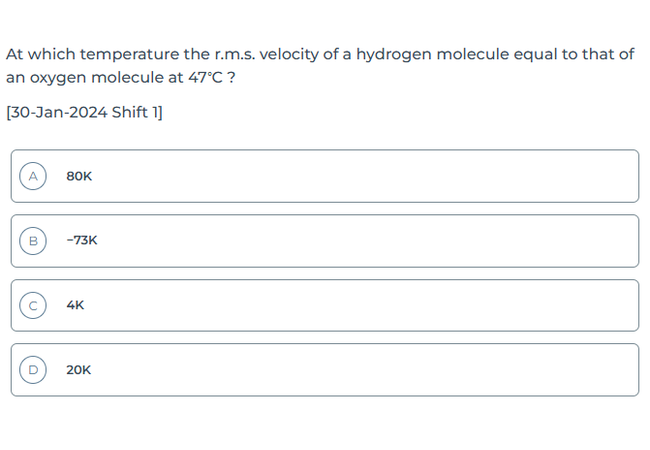 At which temperature the r.m.s. velocity of a hydrogen molecule equal to that of
an oxygen molecule at 47°C ?
[30-Jan-2024 Shift 1]
A 80K
B −73K
C 4K
D 20K